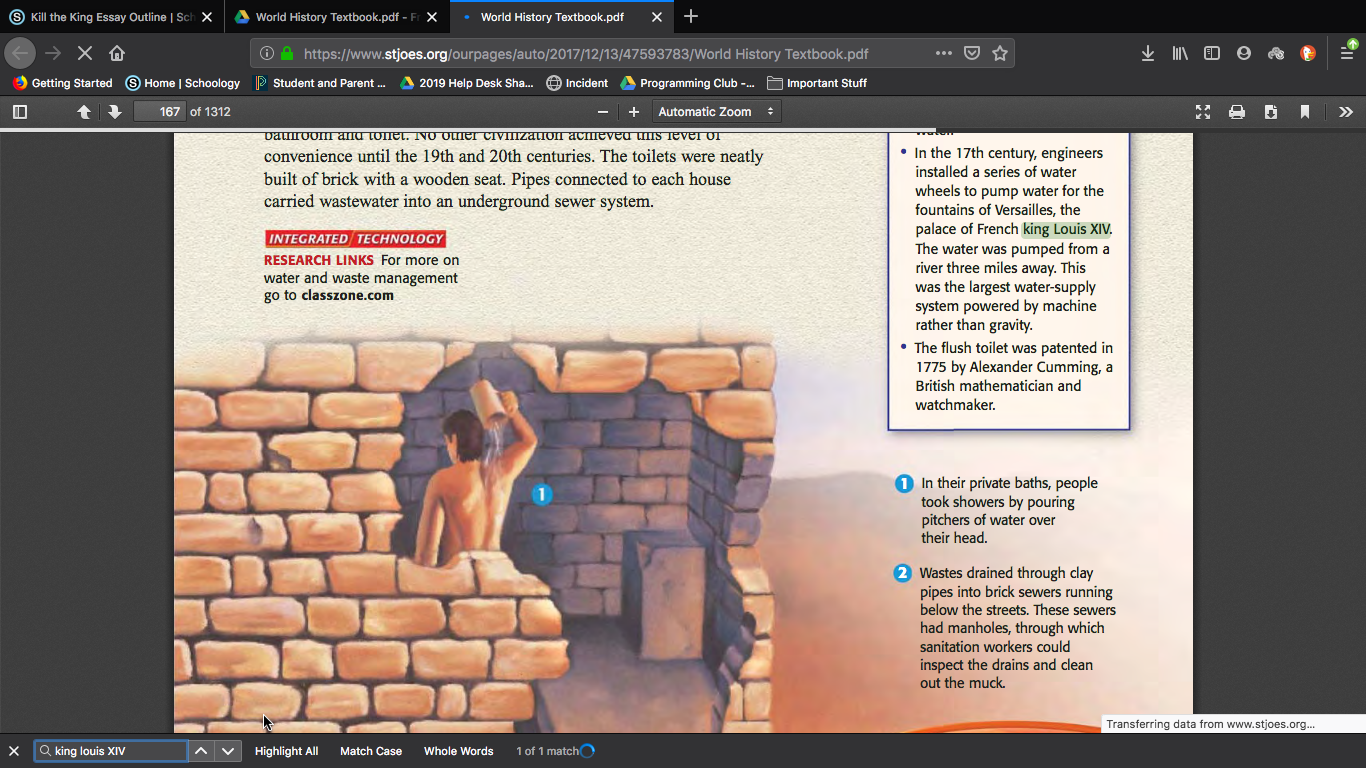 Kill the King Essay Outline | Sch
World History Textbook.pdf - Fr
World History Textbook.pdf
https://www.stjoes.org/ourpages/auto/2017/12/13/47593783/World History Textbook.pdf
Getting Started
Home | Schoology
Student and Parent ...
2019 Help Desk Sha...
Incident
Programming Club -...
Important Stuff
167 of 1312
Automatic Zoom
bathroom and toilet. No other civilization achieved this level of
convenience until the 19th and 20th centuries. The toilets were neatly
built of brick with a wooden seat. Pipes connected to each house
carried wastewater into an underground sewer system.
INTEGRATED / TECHNOLOGY
RESEARCH LINKS For more on
water and waste management
go to classzone.com
water.
• In the 17th century, engineers
installed a series of water
wheels to pump water for the
fountains of Versailles, the
palace of French king Louis XIV.
The water was pumped from a
river three miles away. This
was the largest water-supply
system powered by machine
rather than gravity.
• The flush toilet was patented in
1775 by Alexander Cumming, a
British mathematician and
watchmaker.
1
1 In their private baths, people
took showers by pouring
pitchers of water over
their head.
2 Wastes drained through clay
pipes into brick sewers running
below the streets. These sewers
had manholes, through which
sanitation workers could
inspect the drains and clean
out the muck.
Transferring data from www.stjoes.org...
king louis XIV
Highlight All
Match Case
Whole Words
1 of 1 match